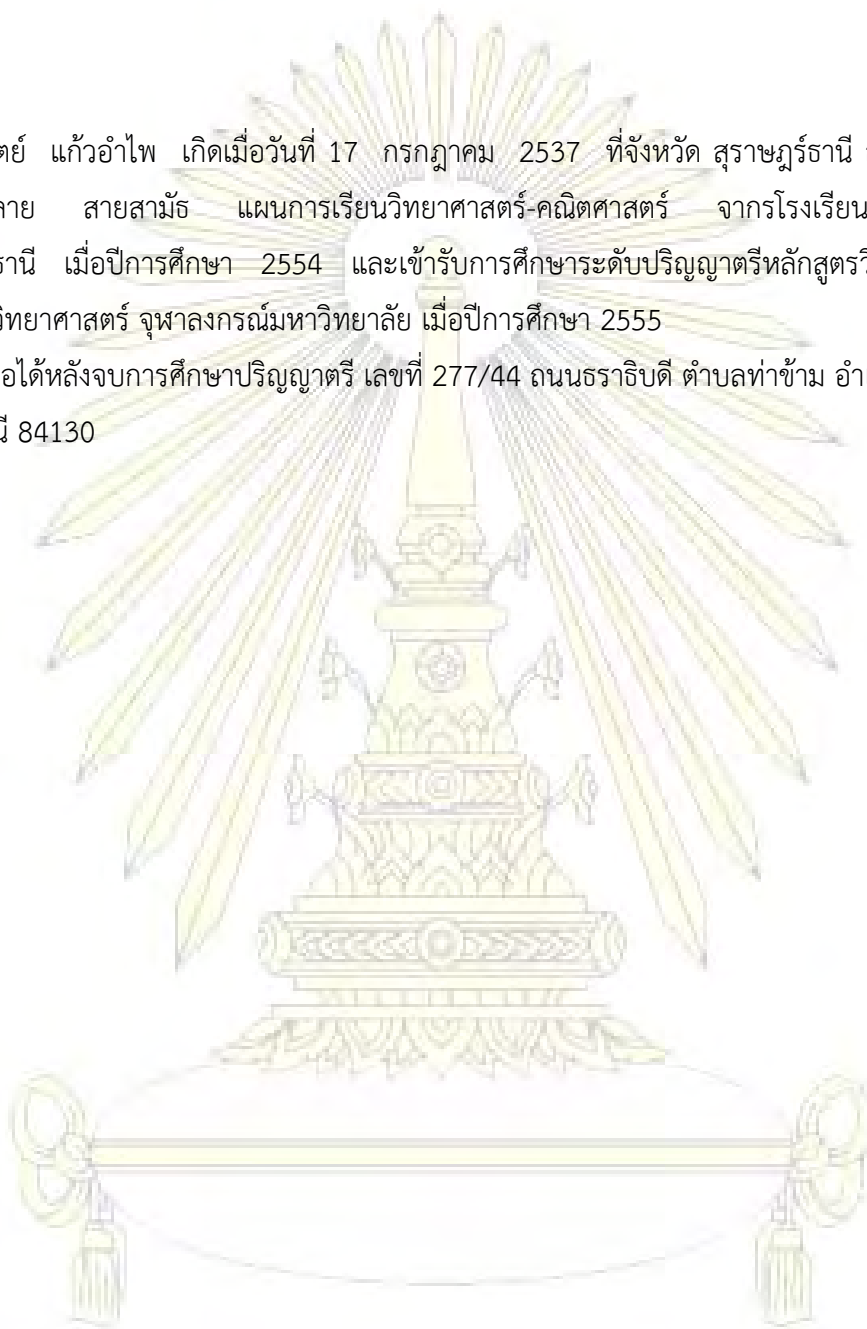 ตย์ แก้วอำไพ เกิดเมื่อวันที่ 17 กรกฎาคม 2537 ที่จังหวัด สุราษฎร์ธานี
ลาย สายสามัธ แผนการเรียนวิทยาศาสตร์-คณิตศาสตร์ จากรโรงเรียน
ธานี เมื่อปีการศึกษา 2554 และเข้ารับการศึกษาระดับปริญญาตรีหลักสูตรวิ
วิทยาศาสตร์ จุฬาลงกรณ์มหาวิทยาลัย เมื่อปีการศึกษา 2555
อได้หลังจบการศึกษาปริญญาตรี เลขที่ 277/44 ถนนธราธิบดี ตำบลท่าข้าม อำ
นี 84130